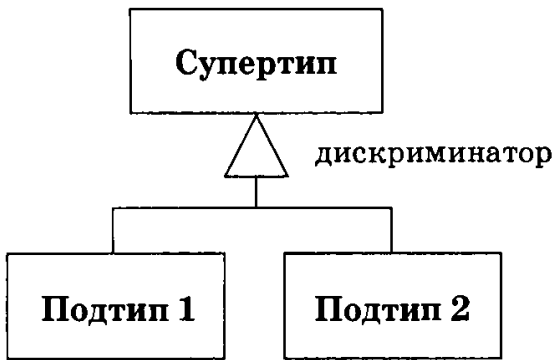 Супертип
дискриминатор
Подтип 1
Подтип 2